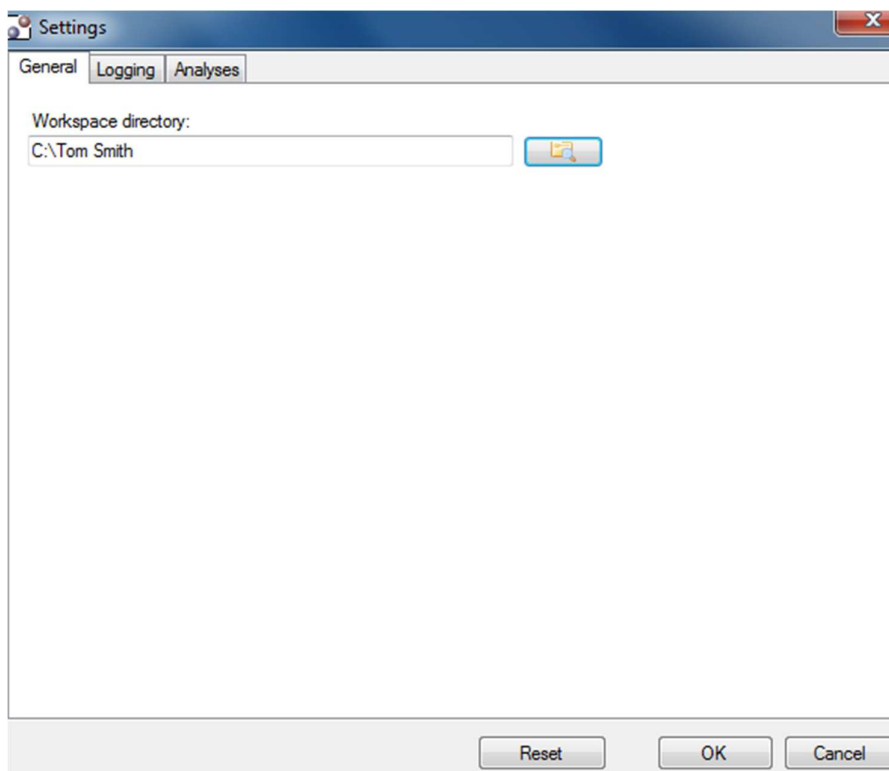 Settings
General Logging Analyses
Workspace directory:
C:\Tom Smith
Reset OK Cancel